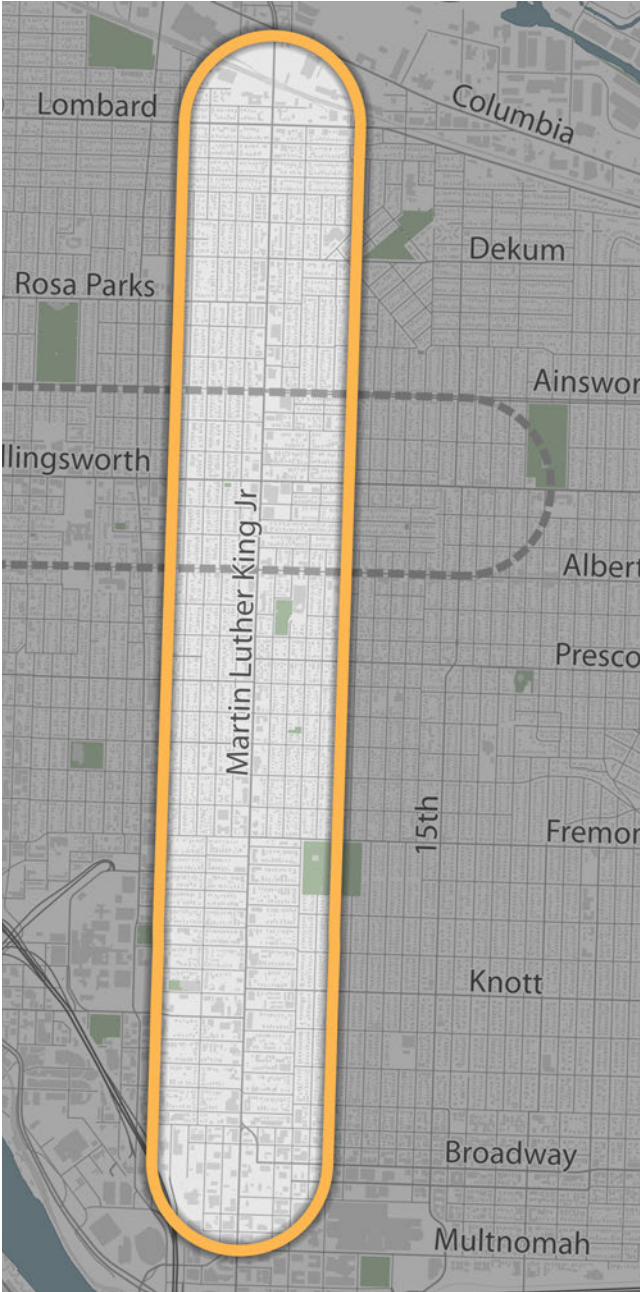 Lombard
Columbia
Dekum
Rosa Parks
Ainswor
llingsworth
Martin Luther King Jr
Albert
Presco
15th
Fremon
Knott
Broadway
Multnomah